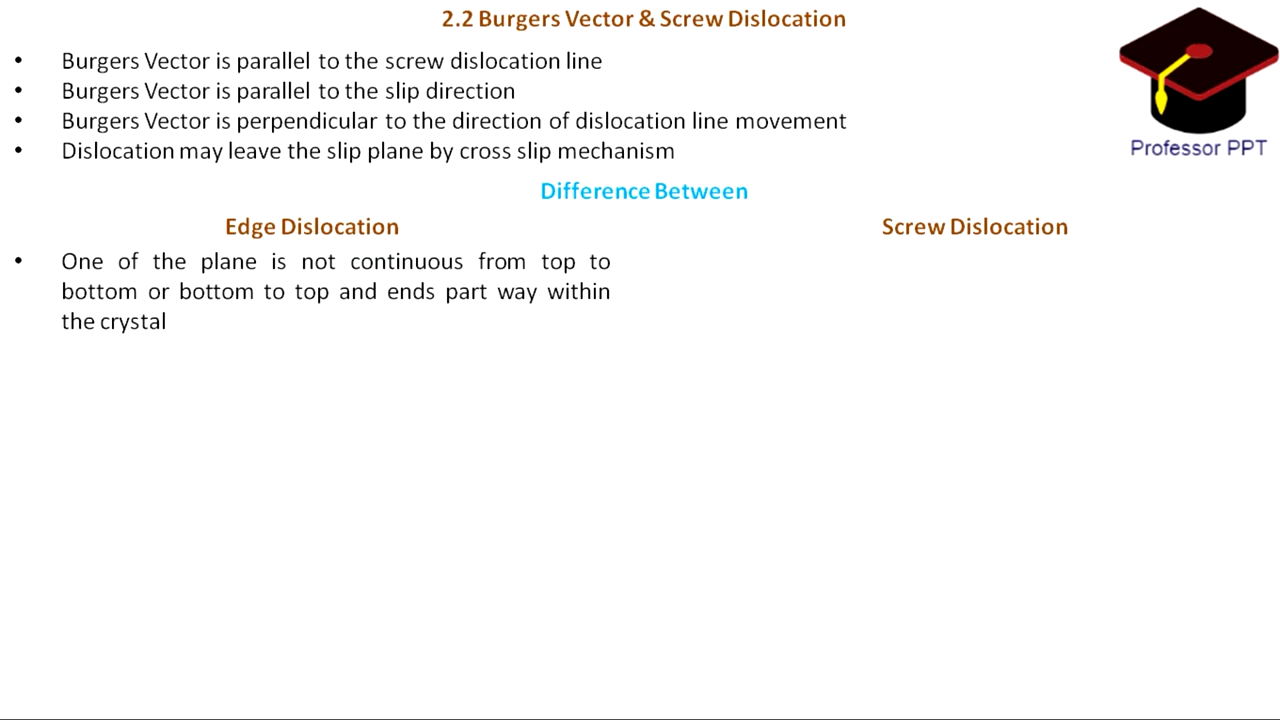 2.2 Burgers Vector & Screw Dislocation
• Burgers Vector is parallel to the screw dislocation line
• Burgers Vector is parallel to the slip direction
• Burgers Vector is perpendicular to the direction of dislocation line movement
• Dislocation may leave the slip plane by cross slip mechanism
Professor PPT
Difference Between
Edge Dislocation
Screw Dislocation
• One of the plane is not continuous from top to
bottom or bottom to top and ends part way within
the crystal